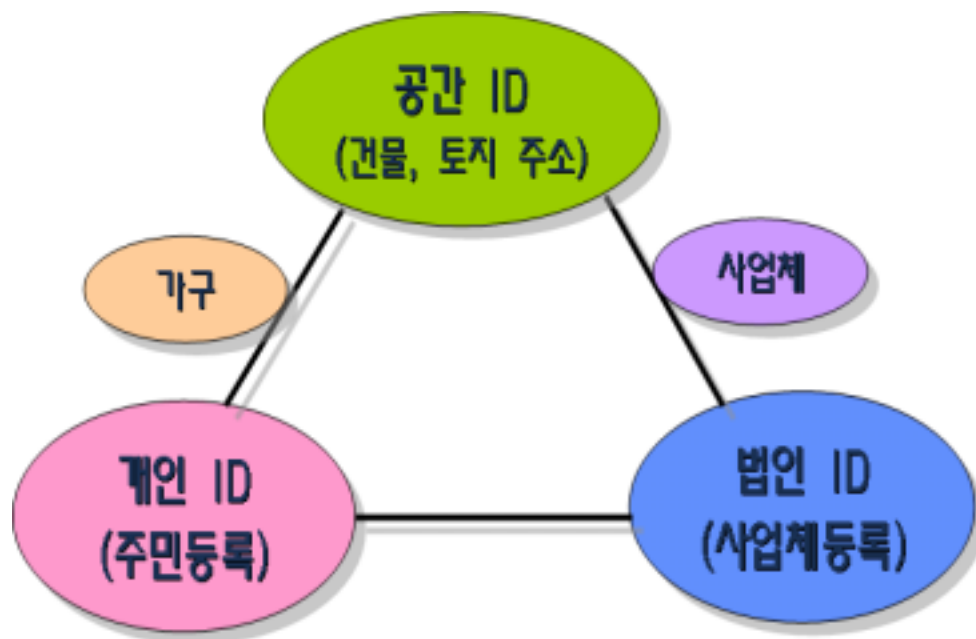 공간 ID
(건물, 토지 주소)
가구
사업체
개인 ID
(주민등록)
법인 ID
(사업체등록)